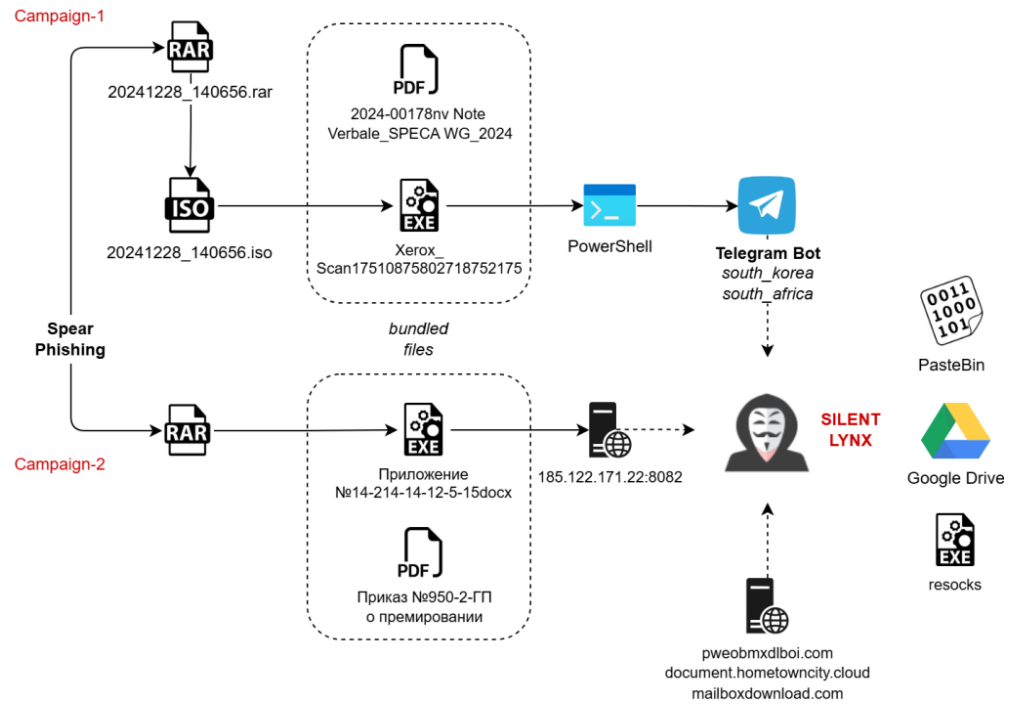 Campaign-1
RAR
20241228_140656.rar
ISO
20241228_140656.iso
PDF
2024-00178nv Note
Verbale_SPECA WG_2024
EXE
Xerox_
Scan17510875802718752175
PowerShell
Telegram Bot
south_korea
south_africa
Spear
Phishing
bundled
files
Campaign-2
RAR
EXE
Приложение
№14-214-14-12-5-15docx
PDF
Приказ №950-2-ГП
о премировании
185.122.171.22:8082
SILENT
LYNX
pweobmxdlboi.com
document.hometowncity.cloud
mailboxdownload.com
0011
1000
101
PasteBin
Google Drive
EXE
resocks